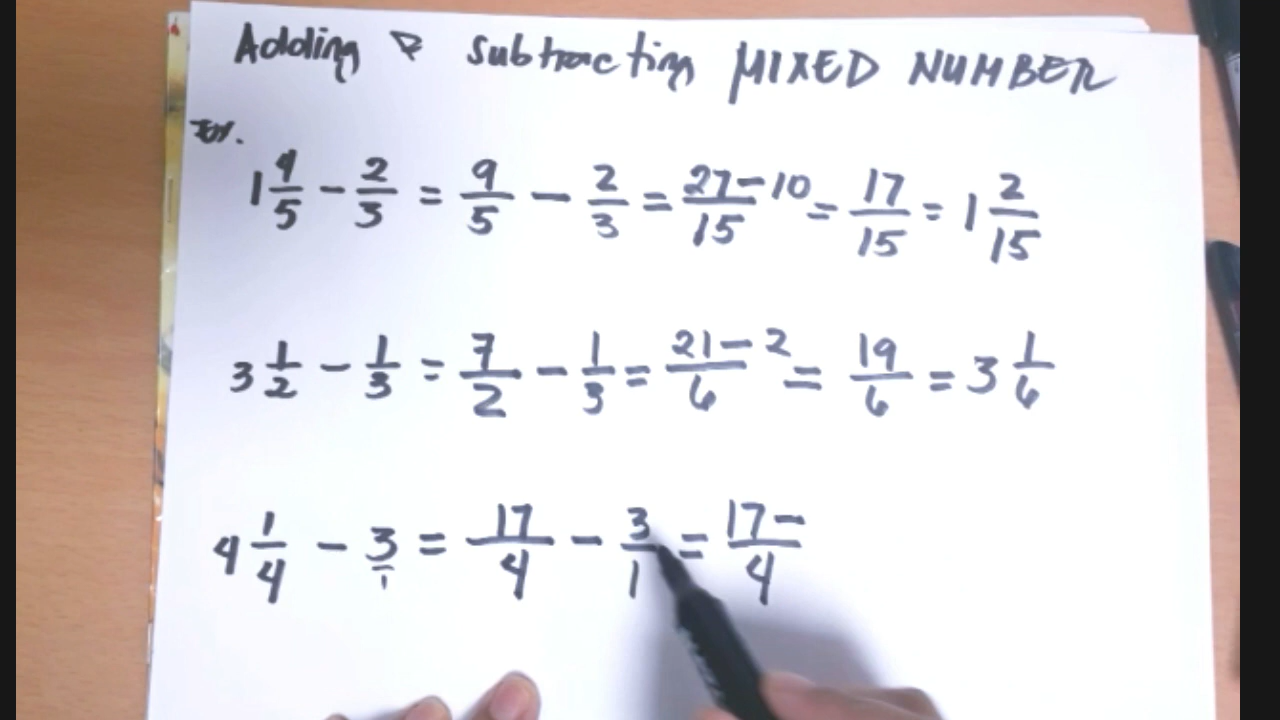 Adding & Subtracting MIXED NUMBER
Ex.
1 4/5 - 2/3 = 9/5 - 2/3 = 27-10/15 = 17/15 = 1 2/15
3 1/2 - 1/3 = 7/2 - 1/3 = 21-2/6 = 19/6 = 3 1/6
4 1/4 - 3/1 = 17/4 - 3/1 = 17-/4